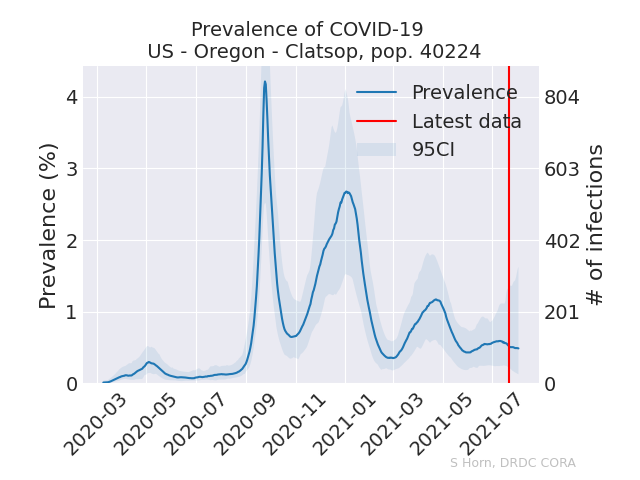 Prevalence of COVID-19
US - Oregon - Clatsop, pop. 40224
Prevalence
Latest data
95CI
Prevalence (%)
4
3
2
1
0
804
603
402
201
0
# of infections
2020-03
2020-05
2020-07
2020-09
2020-11
2021-01
2021-03
2021-05
2021-07
S Horn, DRDC CORA